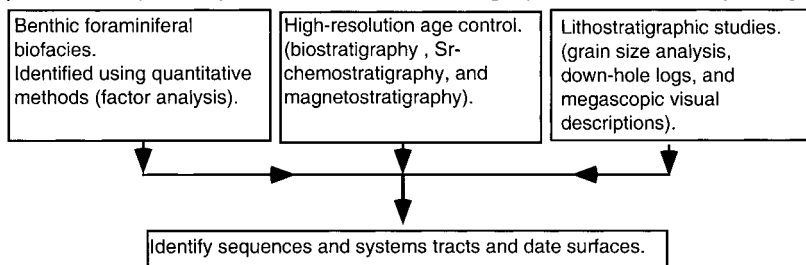 Benthic foraminiferal
biofacies.
Identified using quantitative
methods (factor analysis).
High-resolution age control.
(biostratigraphy , Sr-
chemostratigraphy, and
magnetostratigraphy).
Lithostratigraphic studies.
(grain size analysis,
down-hole logs, and
megascopic visual
descriptions).
Identify sequences and systems tracts and date surfaces.